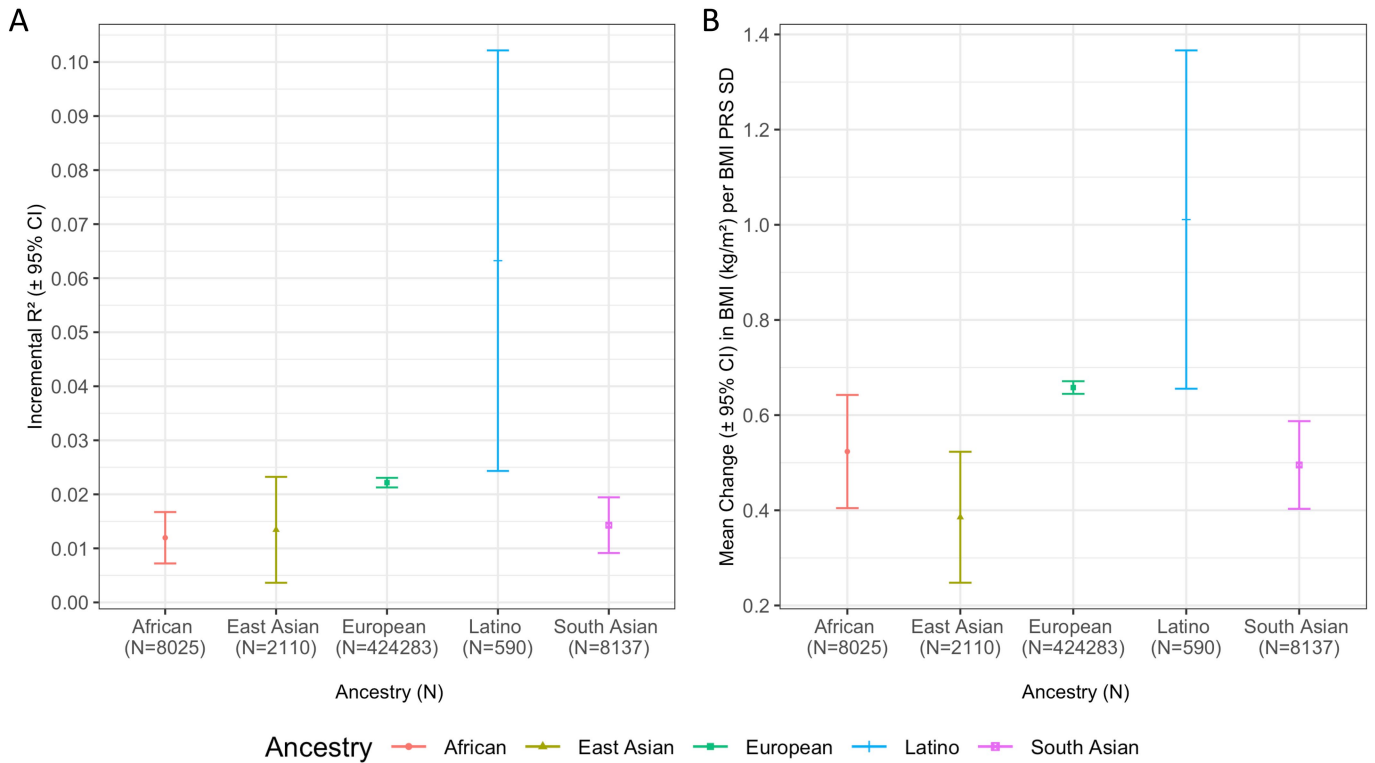 A
Incremental R² (± 95% CI)
0.10
0.09
0.08
0.07
0.06
0.05
0.04
0.03
0.02
0.01
0.00
African
(N=8025)
East Asian
(N=2110)
European
(N=424283)
Latino
(N=590)
South Asian
(N=8137)
Ancestry (N)
B
Mean Change (± 95% CI) in BMI (kg/m²) per BMI PRS SD
1.4
1.2
1.0
0.8
0.6
0.4
0.2
African
(N=8025)
East Asian
(N=2110)
European
(N=424283)
Latino
(N=590)
South Asian
(N=8137)
Ancestry (N)
Ancestry African East Asian European Latino South Asian